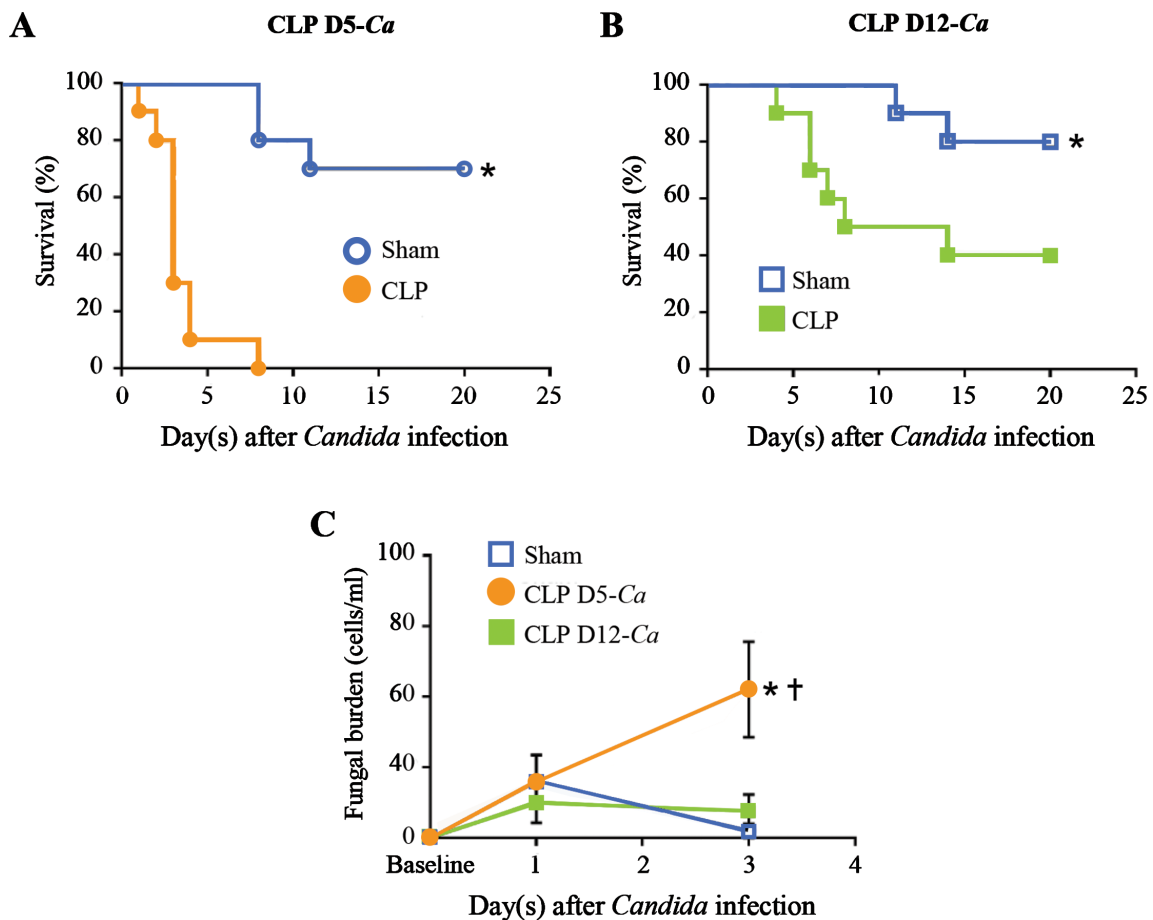 A
CLP D5-Ca
100
80
60
40
20
0
Survival (%)
Sham
CLP
*
0 5 10 15 20 25
Day(s) after Candida infection
B
CLP D12-Ca
100
80
60
40
20
0
Survival (%)
Sham
CLP
*
0 5 10 15 20 25
Day(s) after Candida infection
C
100
80
60
40
0
Fungal burden (cells/ml)
Sham
CLP D5-Ca
CLP D12-Ca
* †
Baseline 1 2 3 4
Day(s) after Candida infection